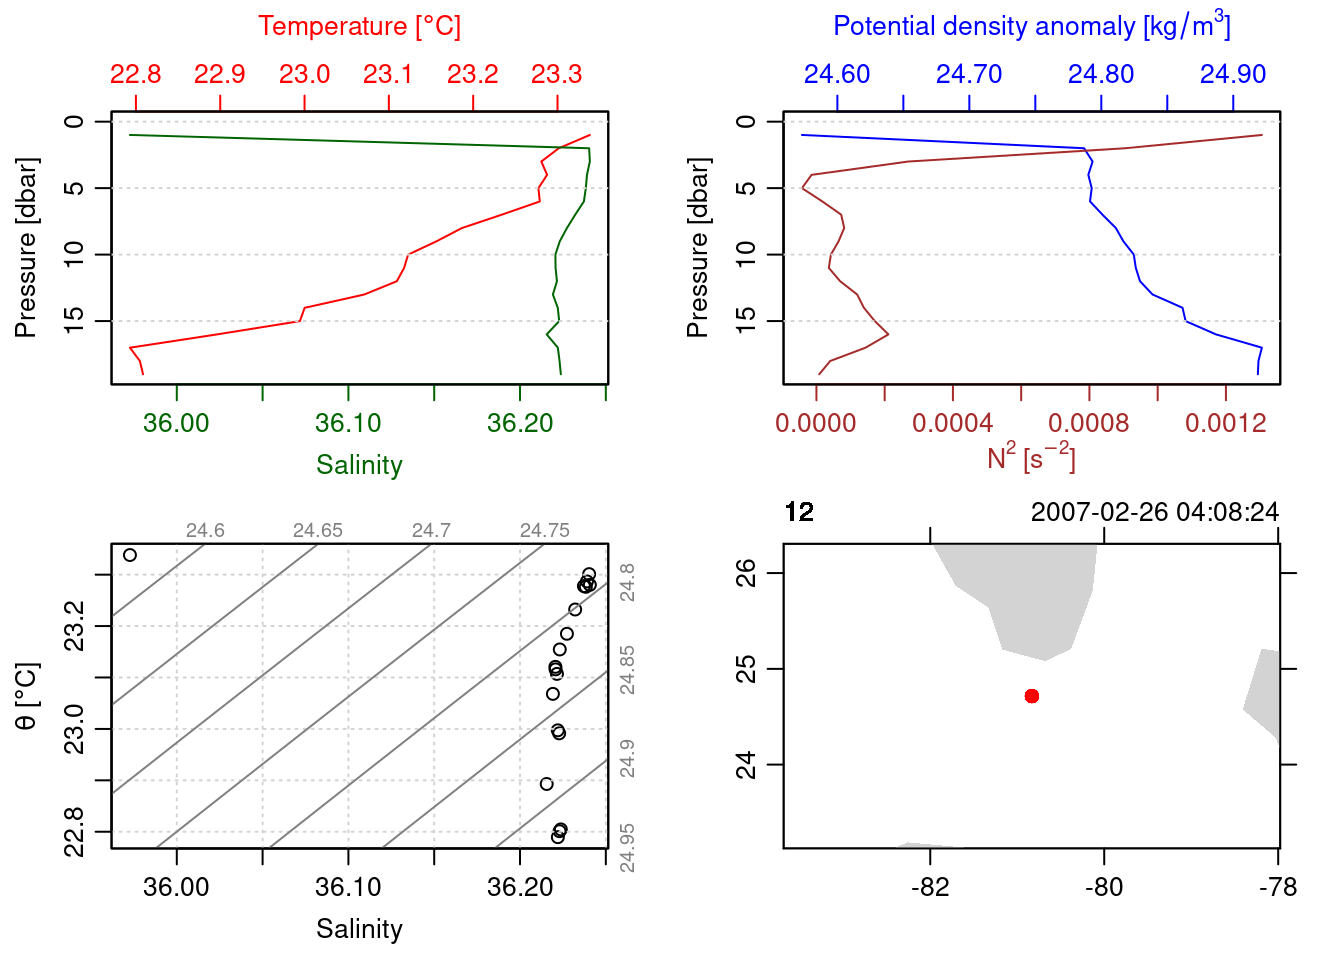 Temperature [°C]
22.8 22.9 23.0 23.1 23.2 23.3
Pressure [dbar]
0
5
10
15
36.00 36.10 36.20
Salinity
Potential density anomaly [kg/m³]
24.60 24.70 24.80 24.90
Pressure [dbar]
0
5
10
15
0.0000 0.0004 0.0008 0.0012
N² [s⁻²]
24.6 24.65 24.7 24.75
θ [°C]
23.2
23.0
22.8
24.8
24.85
24.9
24.95
36.00 36.10 36.20
Salinity
12 2007-02-26 04:08:24
26
25
24
-82 -80 -78